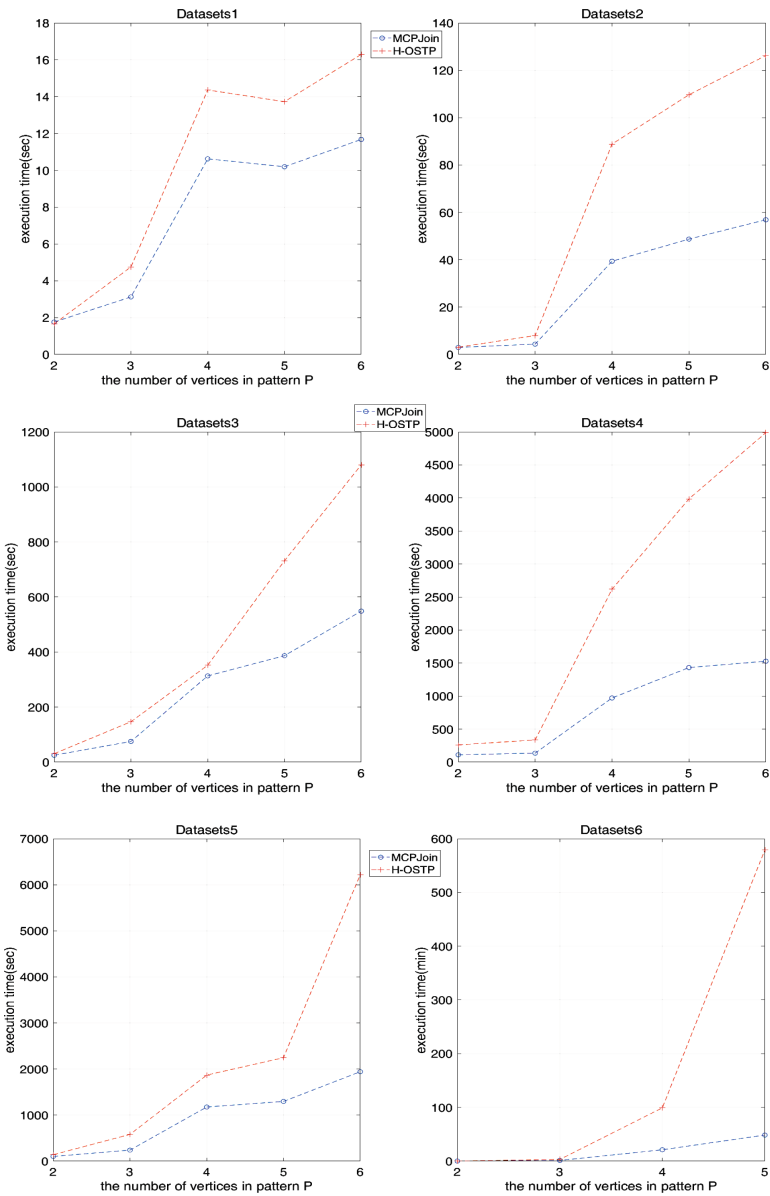 Datasets1
18
16
14
12
10
8
6
4
2
0
execution time(sec)
2 3 4 5 6
the number of vertices in pattern P
MCPJoin
H-OSTP
Datasets2
140
120
100
80
60
40
20
0
execution time(sec)
2 3 4 5 6
the number of vertices in pattern P
Datasets3
1200
1000
800
600
400
200
0
execution time(sec)
2 3 4 5 6
the number of vertices in pattern P
MCPJoin
H-OSTP
Datasets4
5000
4500
4000
3500
3000
2500
2000
1500
1000
500
0
execution time(sec)
2 3 4 5 6
the number of vertices in pattern P
Datasets5
7000
6000
5000
4000
3000
2000
1000
0
execution time(sec)
2 3 4 5 6
the number of vertices in pattern P
MCPJoin
H-OSTP
Datasets6
600
500
400
300
200
100
0
execution time(min)
2 3 4 5
the number of vertices in pattern P